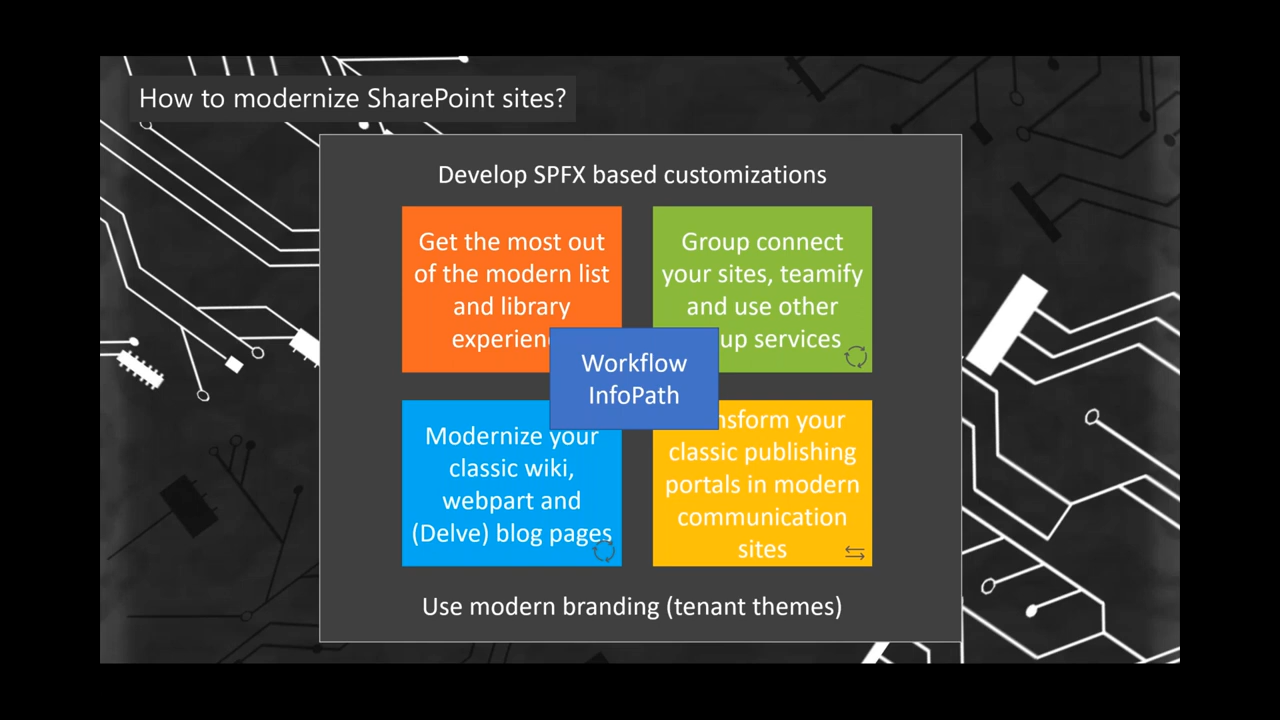 How to modernize SharePoint sites?
Develop SPFX based customizations
Get the most out
of the modern list
and library
Group connect
your sites, teamify
and use other
services
Workflow
InfoPath
Modernize your
classic wiki,
webpart and
(Delve) blog pages
your
classic publishing
portals in modern
communication
sites
Use modern branding (tenant themes)